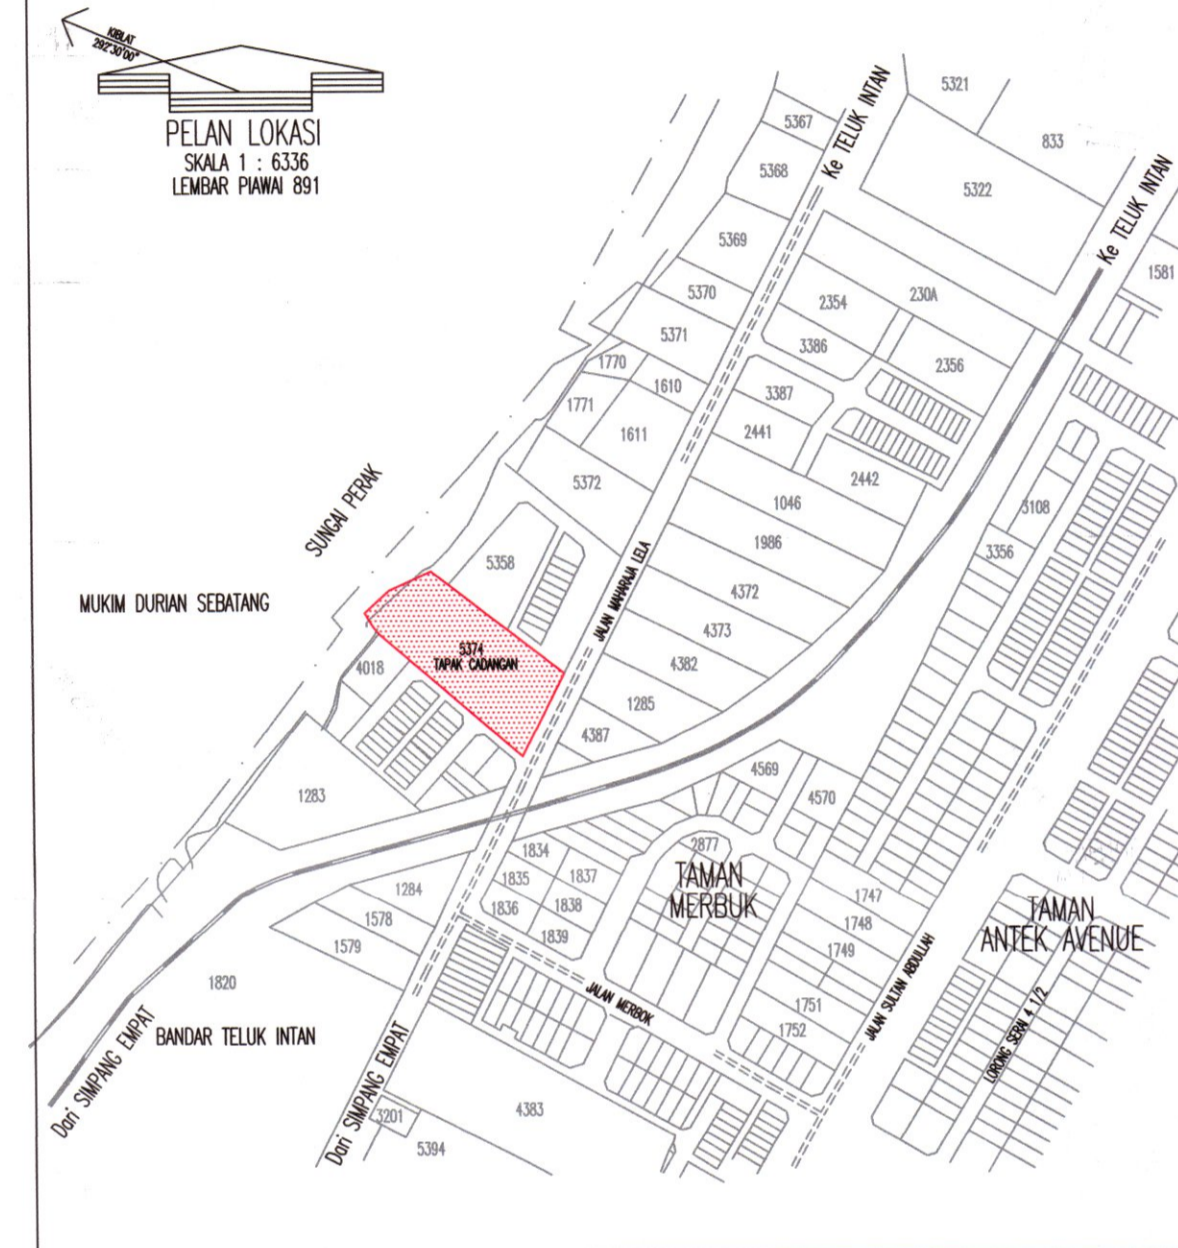 KIBLAT
292°30'00"
PELAN LOKASI
SKALA 1 : 6336
LEMBAR PIAWAI 891
5321
833
5322
5367
5368
5369
5370
5371
Ke TELUK INTAN
Ke TELUK INTAN
1581
2354
230A
3386
2356
1770
1610
1771
1611
3387
2441
2442
5372
1046
1986
3108
3356
SUNGAI PERAK
5358
JALAN MAHARAJA LELA
4372
4373
4382
1285
4387
MUKIM DURIAN SEBATANG
5374
TAPAK CADANGAN
4018
1283
4569
4570
2877
TAMAN
MERBUK
1834
1835
1837
1836
1838
1839
1284
1578
1579
1747
1748
1749
1751
1752
TAMAN
ANTEK AVENUE
1820
BANDAR TELUK INTAN
JALAN MERBOK
JALAN SULTAN ABDULLAH
LORONG SERAI 4 1/2
Dari SIMPANG EMPAT
Dari SIMPANG EMPAT
3201
4383
5394